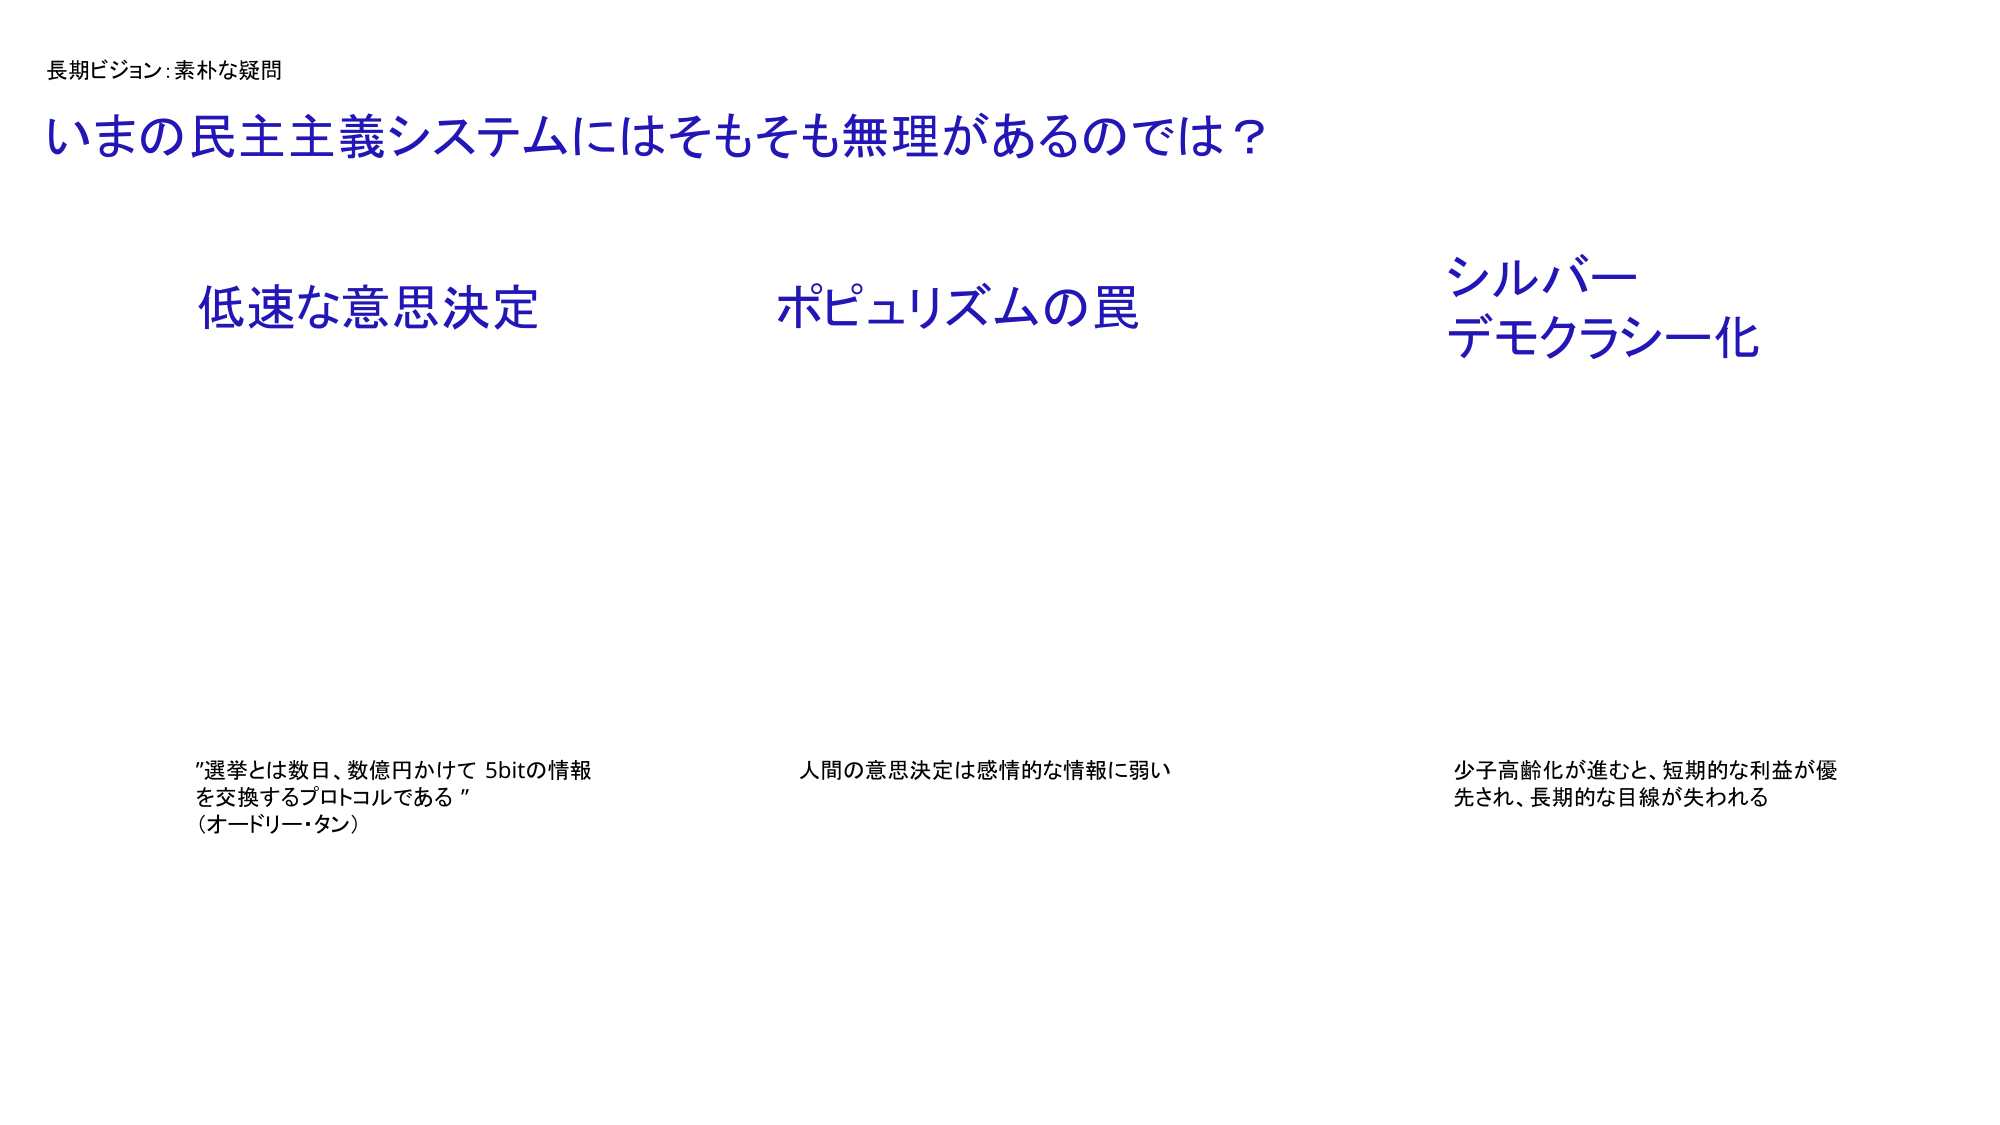 長期ビジョン：素朴な疑問
いまの民主主義システムにはそもそも無理があるのでは？
低速な意思決定
ポピュリズムの罠
シルバー
デモクラシー化
”選挙とは数日、数億円かけて 5bitの情報
を交換するプロトコルである ”
（オードリー・タン）
人間の意思決定は感情的な情報に弱い
少子高齢化が進むと、短期的な利益が優
先され、長期的な目線が失われる